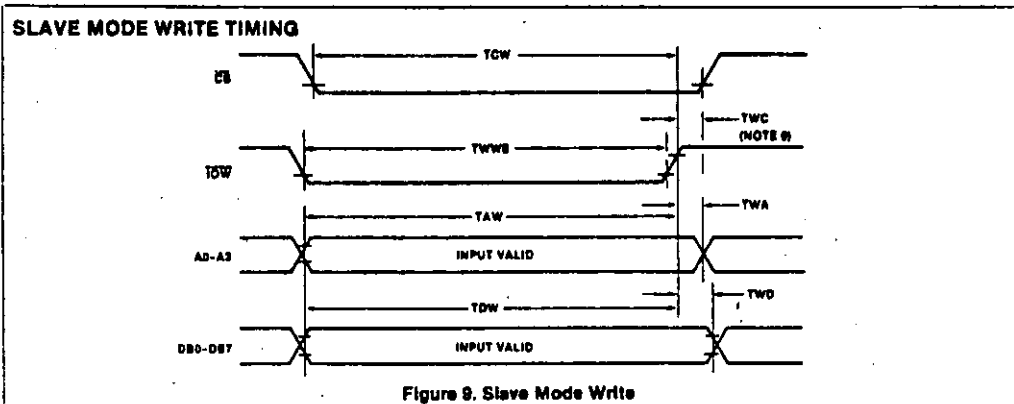 SLAVE MODE WRITE TIMING
TCW
CS
TWC
(NOTE 9)
TWWS
IOW
TWA
TAW
A0-A3
INPUT VALID
TWD
TDW
DB0-DB7
INPUT VALID
Figure 9. Slave Mode Write